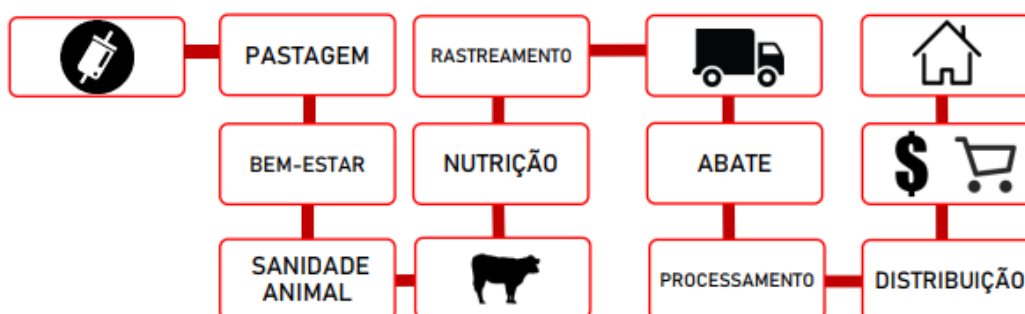 PASTAGEM
BEM-ESTAR
SANIDADE
ANIMAL
NUTRIÇÃO
RASTREAMENTO
ABATE
PROCESSAMENTO
DISTRIBUIÇÃO
$